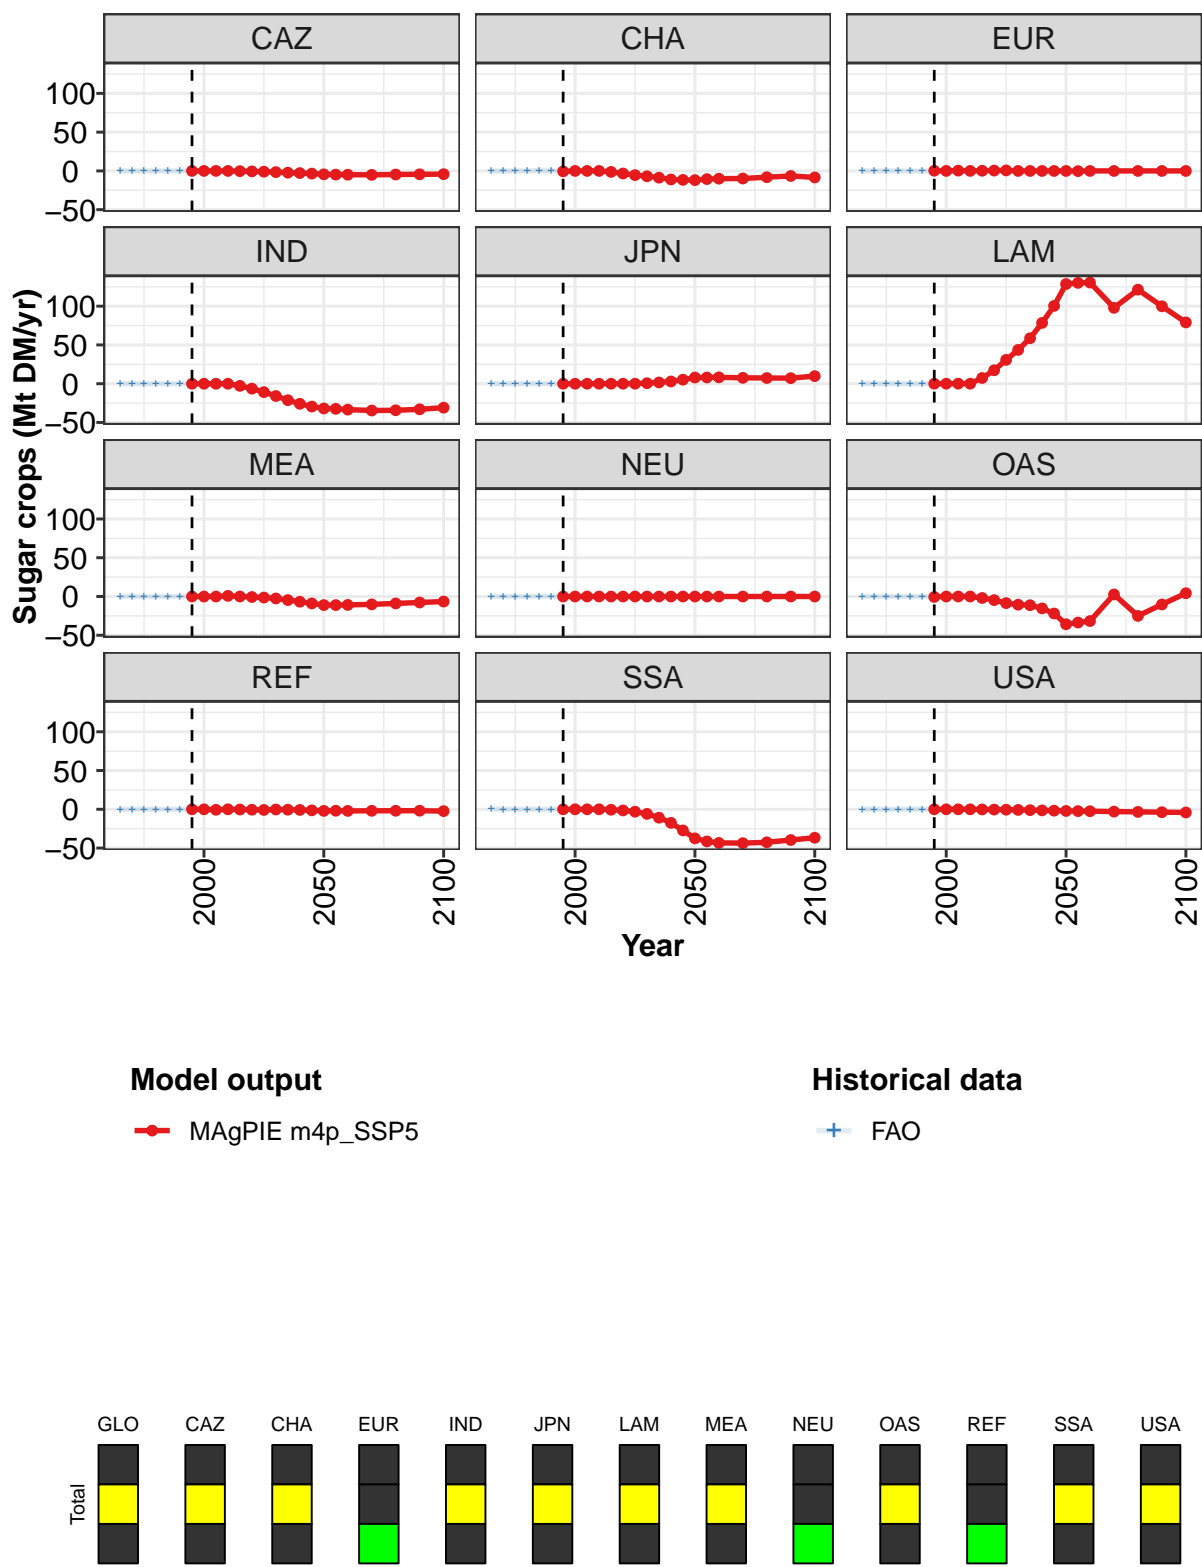 CAZ CHA EUR
100
50
0
−50
IND JPN LAM
100
50
0
−50
MEA NEU OAS
100
50
0
−50
REF SSA USA
100
50
0
−50
Sugar crops (Mt DM/yr)
2000 2050 2100 2000 2050 2100 2000 2050 2100
Year
Model output Historical data
MAgPIE m4p_SSP5 FAO
GLO CAZ CHA EUR IND JPN LAM MEA NEU OAS REF SSA USA
Total